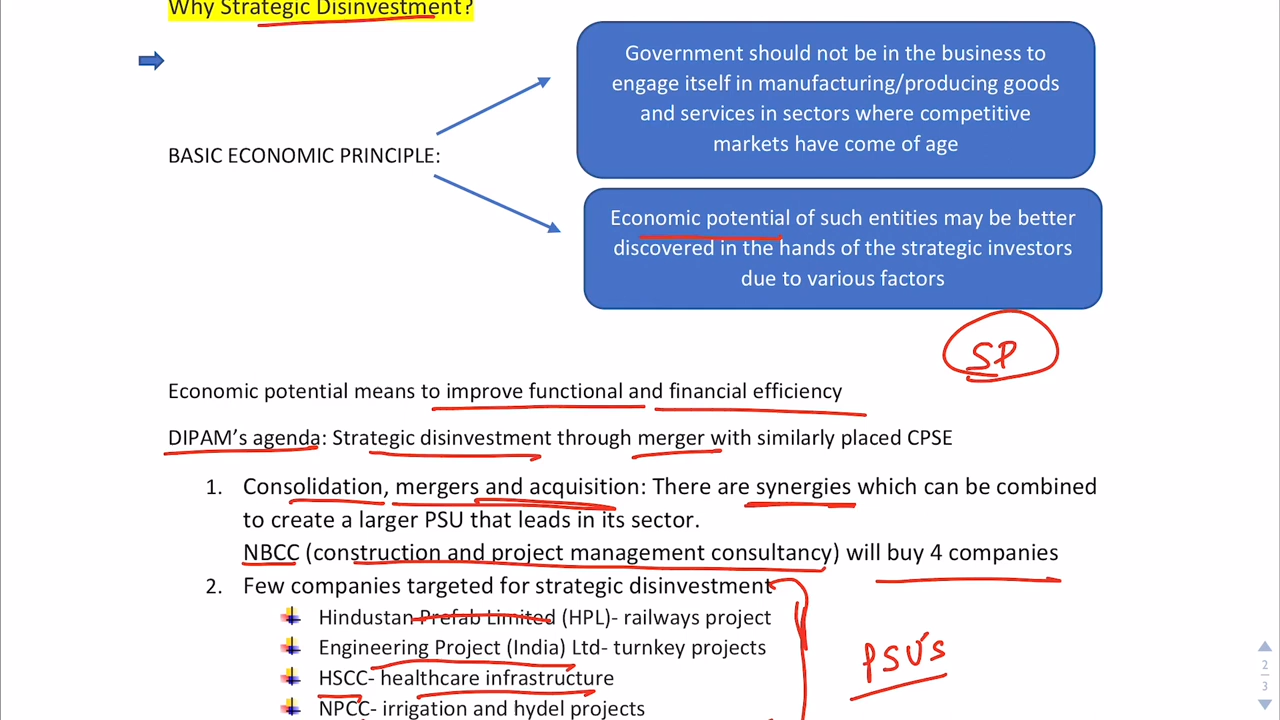 Why Strategic Disinvestment?
Government should not be in the business to
engage itself in manufacturing/producing goods
and services in sectors where competitive
markets have come of age
BASIC ECONOMIC PRINCIPLE:
Economic potential of such entities may be better
discovered in the hands of the strategic investors
due to various factors
SP
Economic potential means to improve functional and financial efficiency
DIPAM's agenda: Strategic disinvestment through merger with similarly placed CPSE
1. Consolidation, mergers and acquisition: There are synergies which can be combined
to create a larger PSU that leads in its sector.
NBCC (construction and project management consultancy) will buy 4 companies
2. Few companies targeted for strategic disinvestment
Hindustan Prefab Limited (HPL)- railways project
Engineering Project (India) Ltd- turnkey projects
PSU's
HSCC- healthcare infrastructure
NPCC- irrigation and hydel projects
2
3